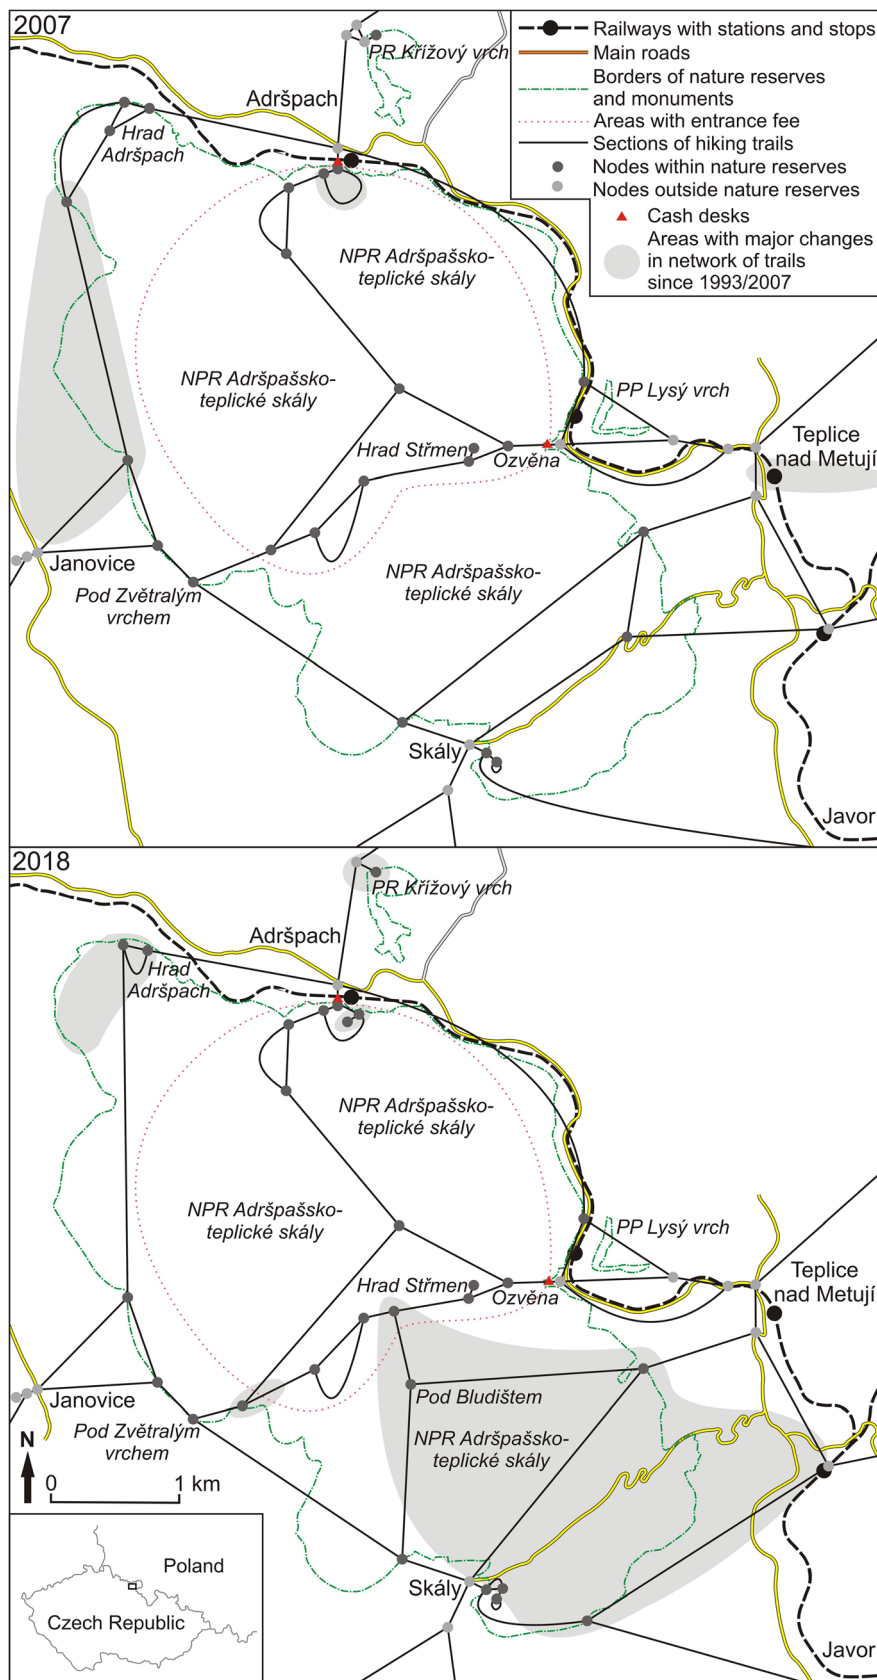 2007
Railways with stations and stops
Main roads
Borders of nature reserves
and monuments
Areas with entrance fee
Sections of hiking trails
Nodes within nature reserves
Nodes outside nature reserves
Cash desks
Areas with major changes
in network of trails
since 1993/2007
PR Křížový vrch
Adršpach
Hrad
Adršpach
NPR Adršpašsko-
teplické skály
NPR Adršpašsko-
teplické skály
PP Lysý vrch
Hrad Střmen
Ozvěna
Teplice
nad Metují
Janovice
Pod Zvětralým
vrchem
NPR Adršpašsko-
teplické skály
Skály
Javor
2018
PR Křížový vrch
Adršpach
Hrad
Adršpach
NPR Adršpašsko-
teplické skály
NPR Adršpašsko-
teplické skály
PP Lysý vrch
Hrad Střmen
Ozvěna
Teplice
nad Metují
Janovice
Pod Bludištem
Pod Zvětralým
vrchem
NPR Adršpašsko-
teplické skály
N
0 1 km
Skály
Javor
Poland
Czech Republic